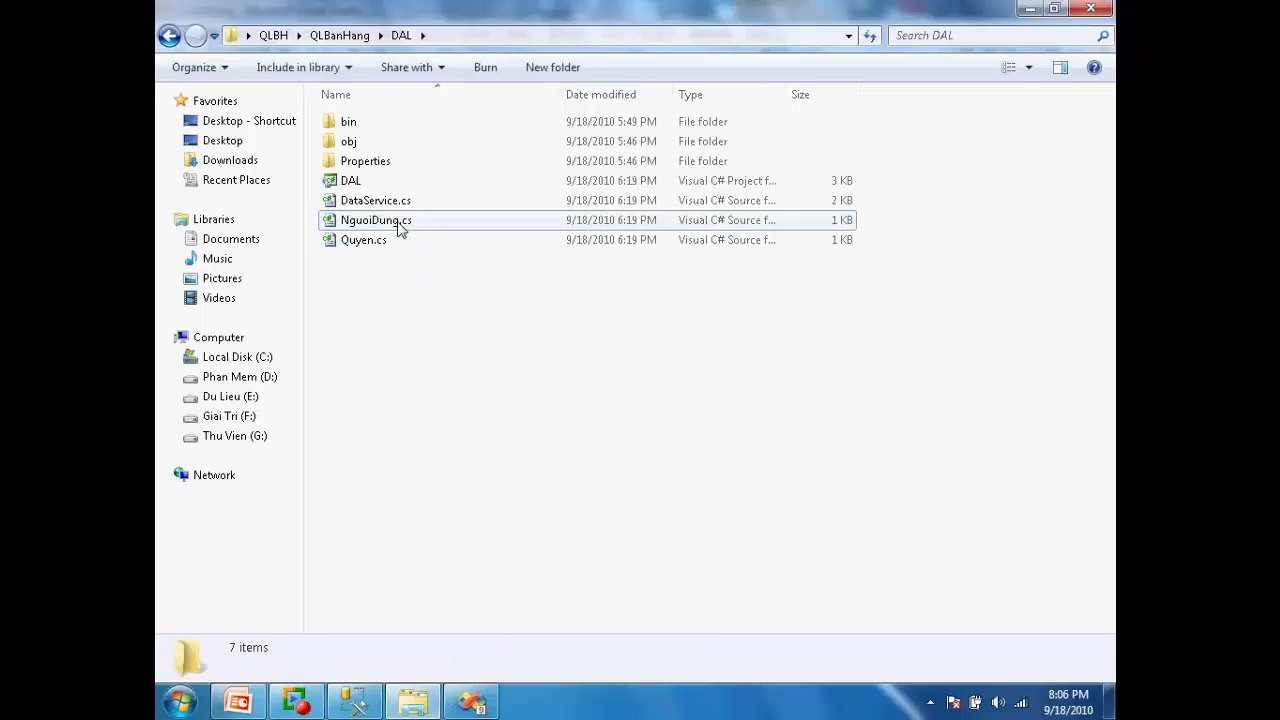 QLBH QLBanHang DAL Search DAL
Organize Include in library Share with Burn New folder
Name Date modified Type Size
Favorites
Desktop - Shortcut
Desktop
Downloads
Recent Places
Libraries
Documents
Music
Pictures
Videos
Computer
Local Disk (C:)
Phan Mem (D:)
Du Lieu (E:)
Giai Tri (F:)
Thu Vien (G:)
Network
bin 9/18/2010 5:49 PM File folder
obj 9/18/2010 5:46 PM File folder
Properties 9/18/2010 5:46 PM File folder
DAL 9/18/2010 6:19 PM Visual C# Project f... 3 KB
DataService.cs 9/18/2010 6:19 PM Visual C# Source f... 2 KB
NguoiDung.cs 9/18/2010 6:19 PM Visual C# Source f... 1 KB
Quyen.cs 9/18/2010 6:19 PM Visual C# Source f... 1 KB
7 items
8:06 PM
9/18/2010